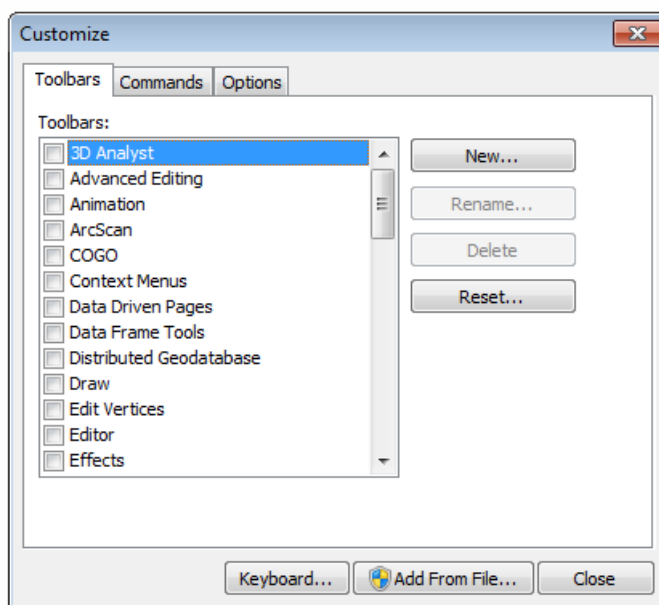 Customize
Toolbars Commands Options
Toolbars:
3D Analyst
Advanced Editing
Animation
ArcScan
COGO
Context Menus
Data Driven Pages
Data Frame Tools
Distributed Geodatabase
Draw
Edit Vertices
Editor
Effects
New...
Rename...
Delete
Reset...
Keyboard... Add From File... Close